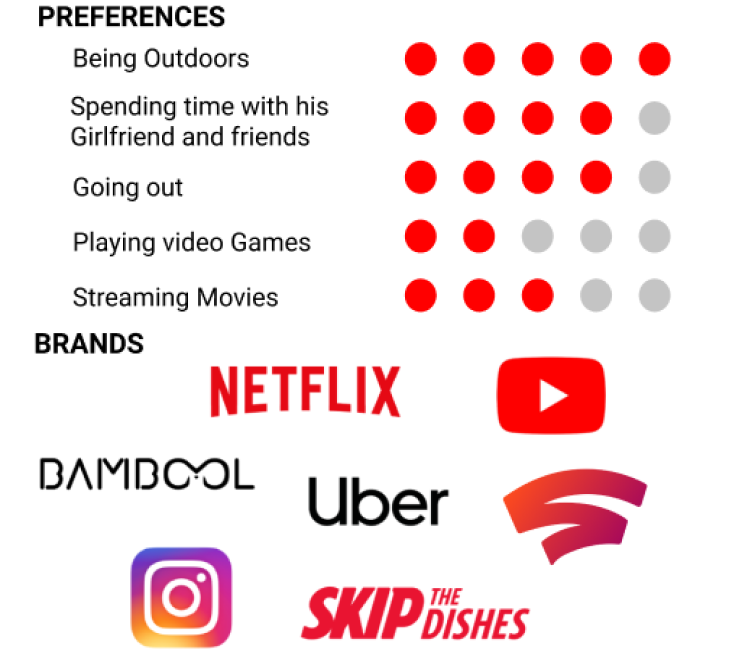 PREFERENCES
Being Outdoors
Spending time with his
Girlfriend and friends
Going out
Playing video Games
Streaming Movies
BRANDS
NETFLIX
BAMBOOL
Uber
SKIP THE
DISHES